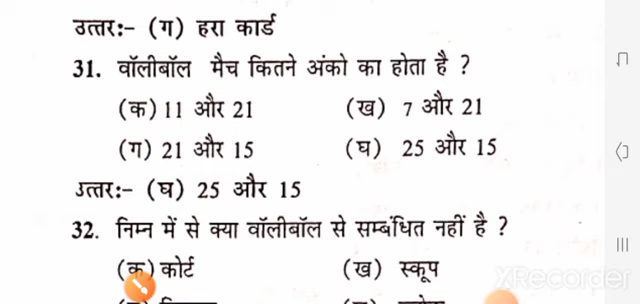 उत्तर:- (ग) हरा कार्ड
31. वॉलीबॉल मैच कितने अंको का होता है ?
(क) 11 और 21 (ख) 7 और 21
(ग) 21 और 15 (घ) 25 और 15
उत्तर:- (घ) 25 और 15
32. निम्न में से क्या वॉलीबॉल से सम्बंधित नहीं है ?
(क) कोर्ट (ख) स्कूप
XRecorder